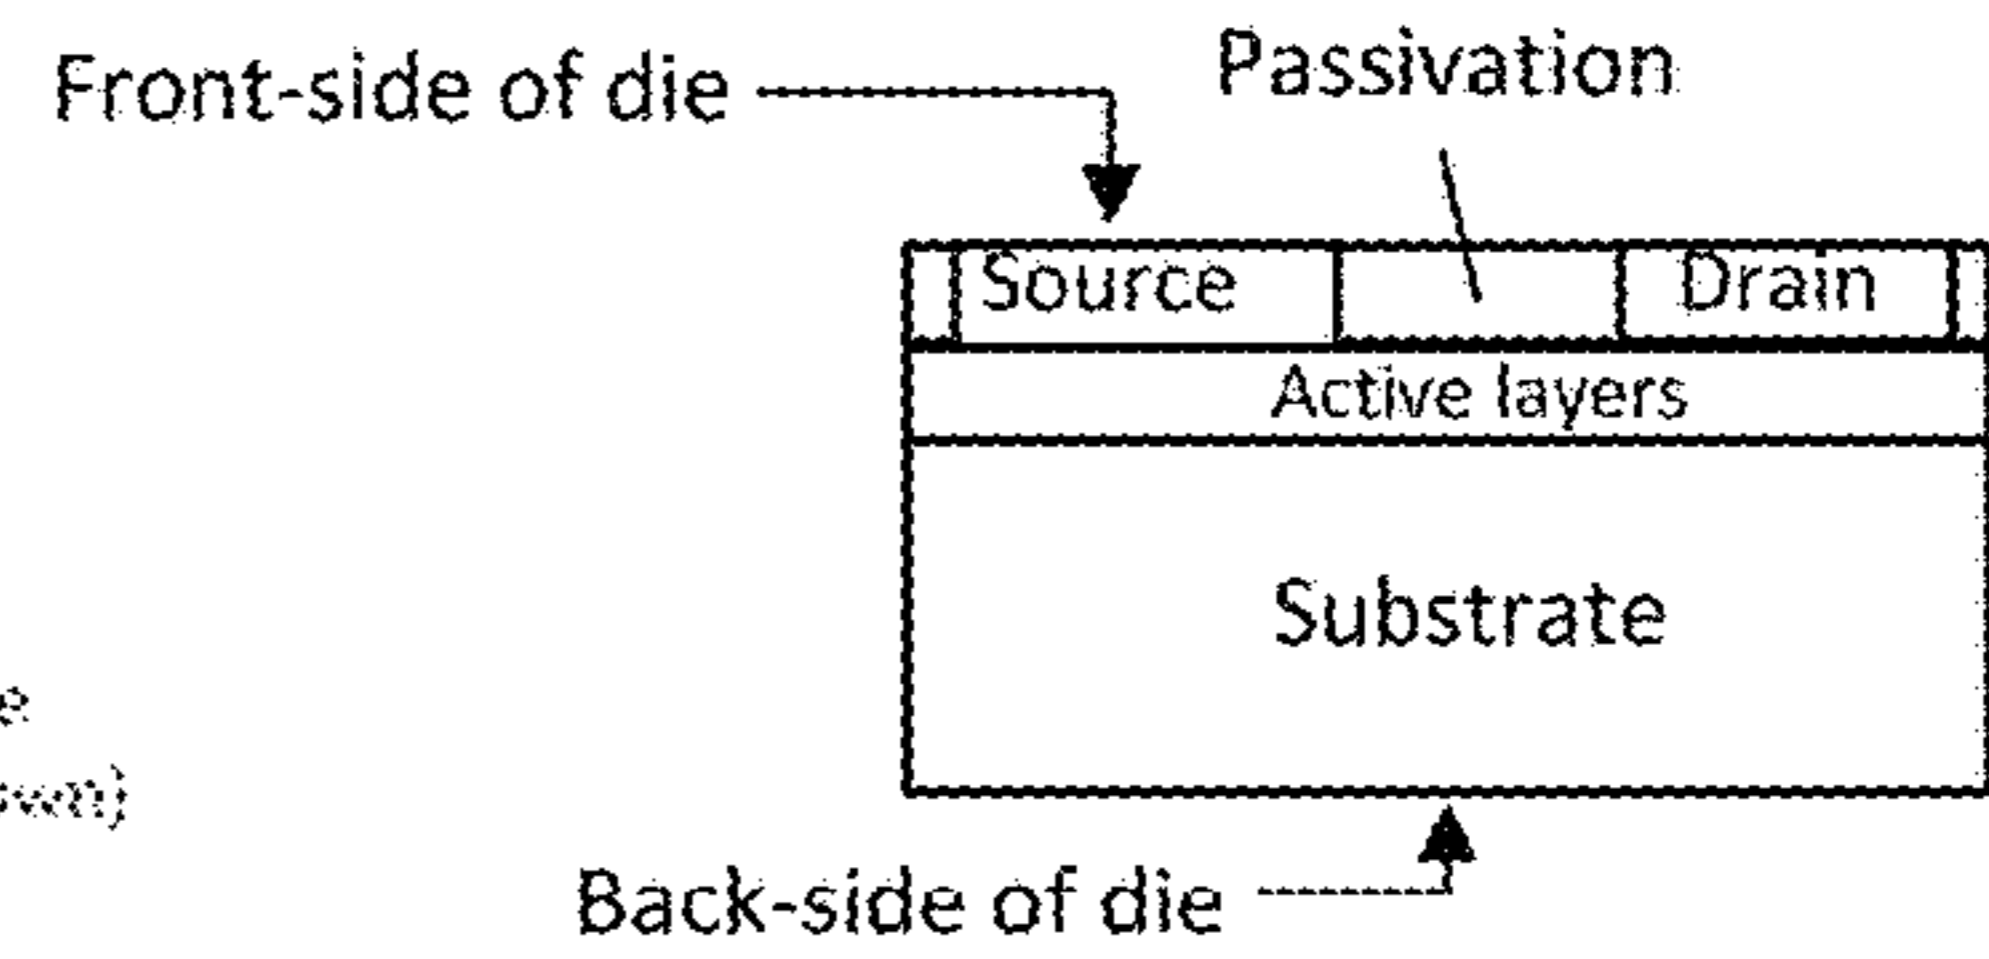 Front-side of die
Passivation
Source
Drain
Active layers
Substrate
Back-side of die